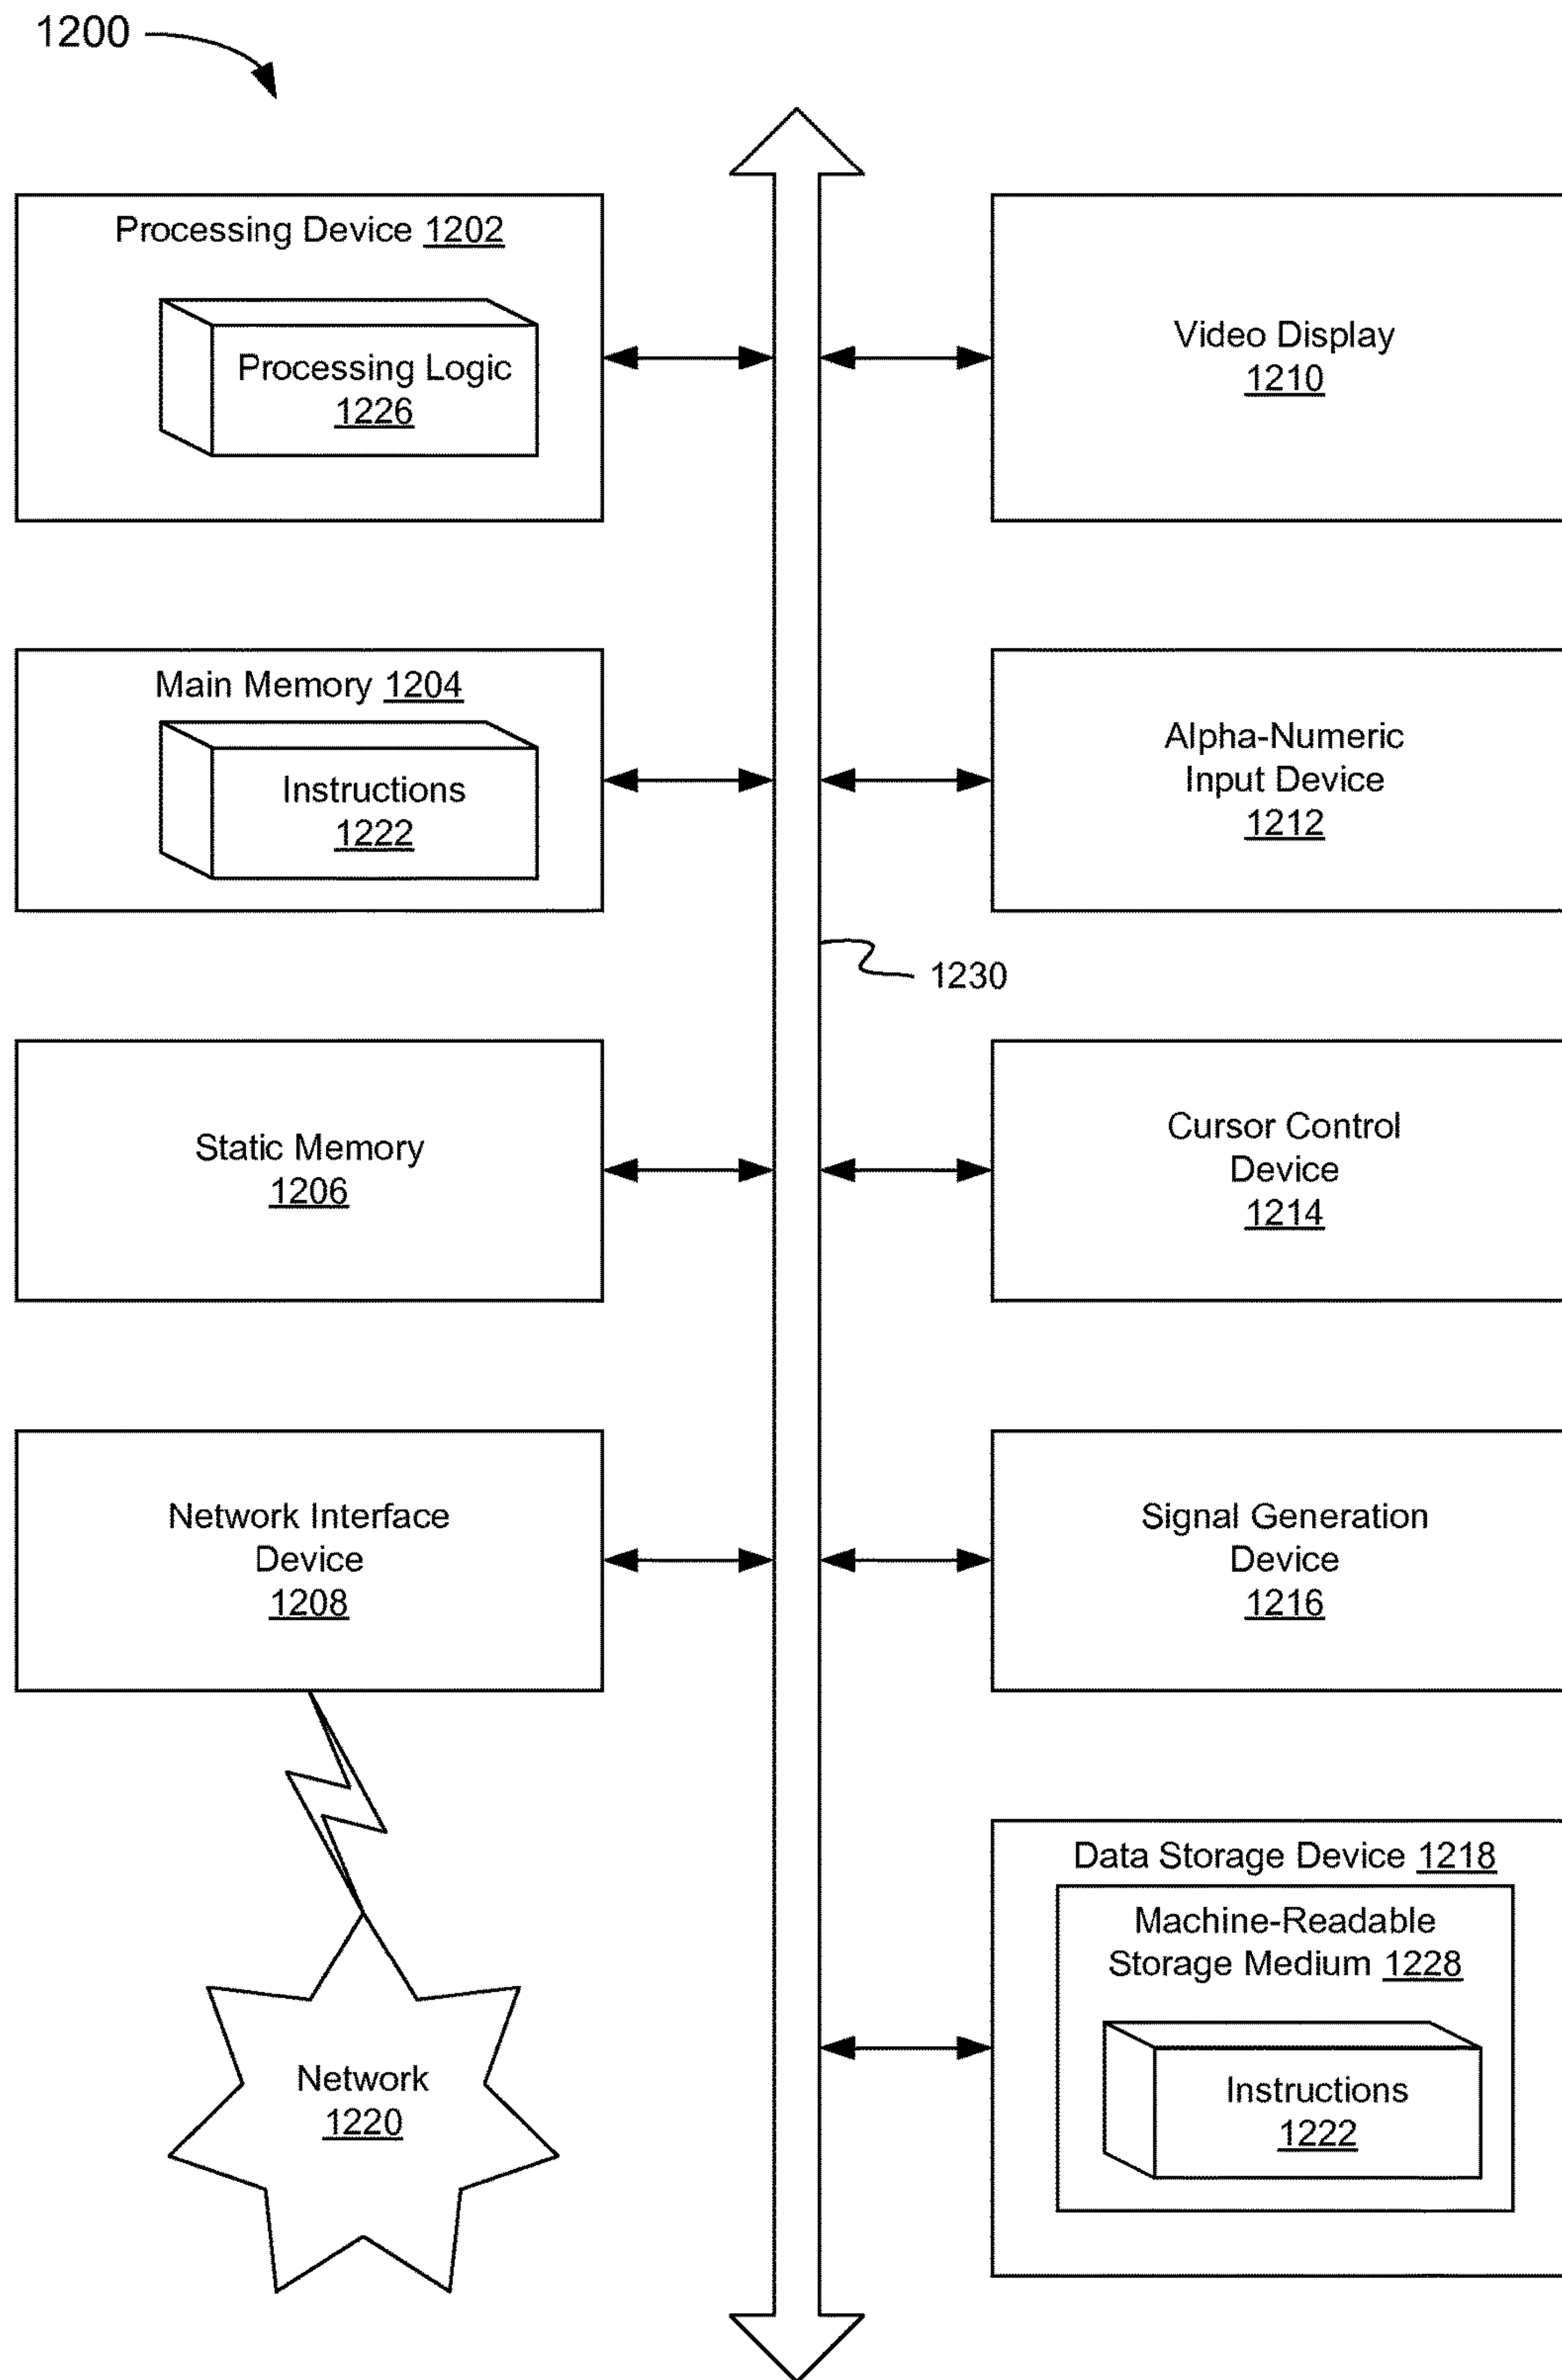 1200
Processing Device 1202
Processing Logic
1226
Video Display
1210
Main Memory 1204
Instructions
1222
Alpha-Numeric
Input Device
1212
1230
Static Memory
1206
Cursor Control
Device
1214
Network Interface
Device
1208
Signal Generation
Device
1216
Network
1220
Data Storage Device 1218
Machine-Readable
Storage Medium 1228
Instructions
1222